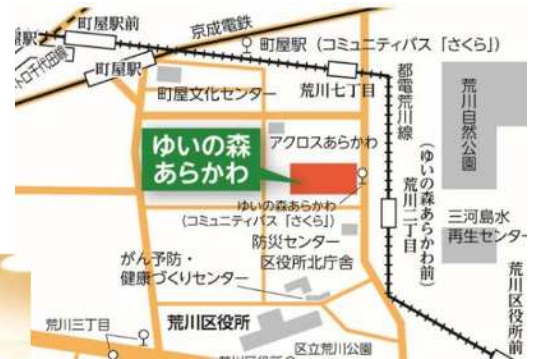 町屋駅前
京成電鉄
町屋駅（コミュニティバス「さくら」）
千代田線
町屋駅
町屋文化センター
荒川七丁目
都電荒川線
荒川自然公園
ゆいの森
あらかわ
アクロスあらかわ
ゆいの森あらかわ
（コミュニティバス「さくら」）
荒川二丁目
（ゆいの森あらかわ前）
防災センター
区役所北庁舎
三河島水
再生センター
がん予防・
健康づくりセンター
荒川区役所前
荒川三丁目
荒川区役所
区立荒川公園